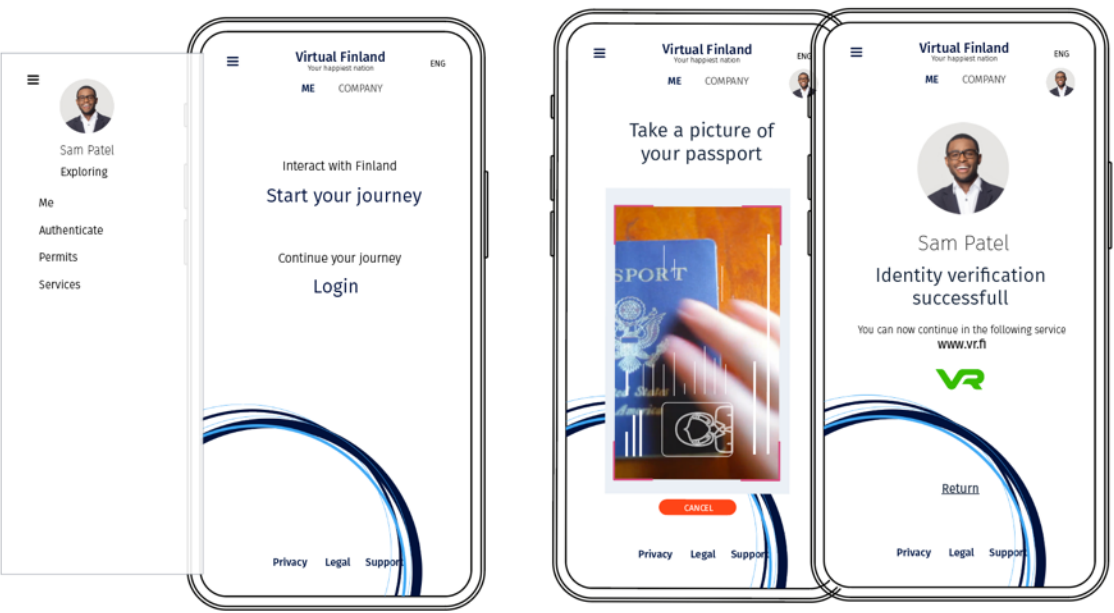 Sam Patel
Exploring
Me
Authenticate
Permits
Services
Virtual Finland
Your happiest nation
ENG
ME COMPANY
Interact with Finland
Start your journey
Continue your journey
Login
Privacy Legal Support
Virtual Finland
Your happiest nation
ENG
ME COMPANY
Take a picture of
your passport
SPORT
States
America
CANCEL
Privacy Legal Support
Virtual Finland
Your happiest nation
ENG
ME COMPANY
Sam Patel
Identity verification
successfull
You can now continue in the following service
www.vr.fi
VR
Return
Privacy Legal Support